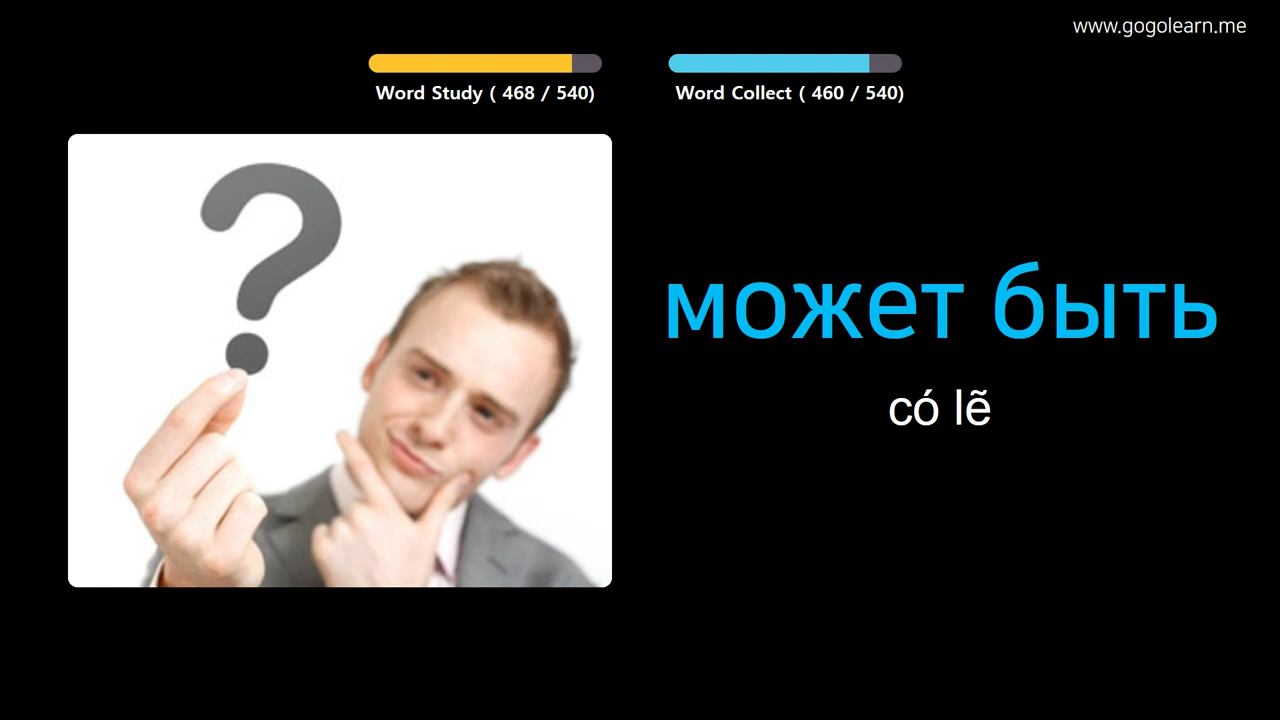 www.gogolearn.me
Word Study ( 468 / 540)
Word Collect ( 460 / 540)
?
может быть
có lẽ